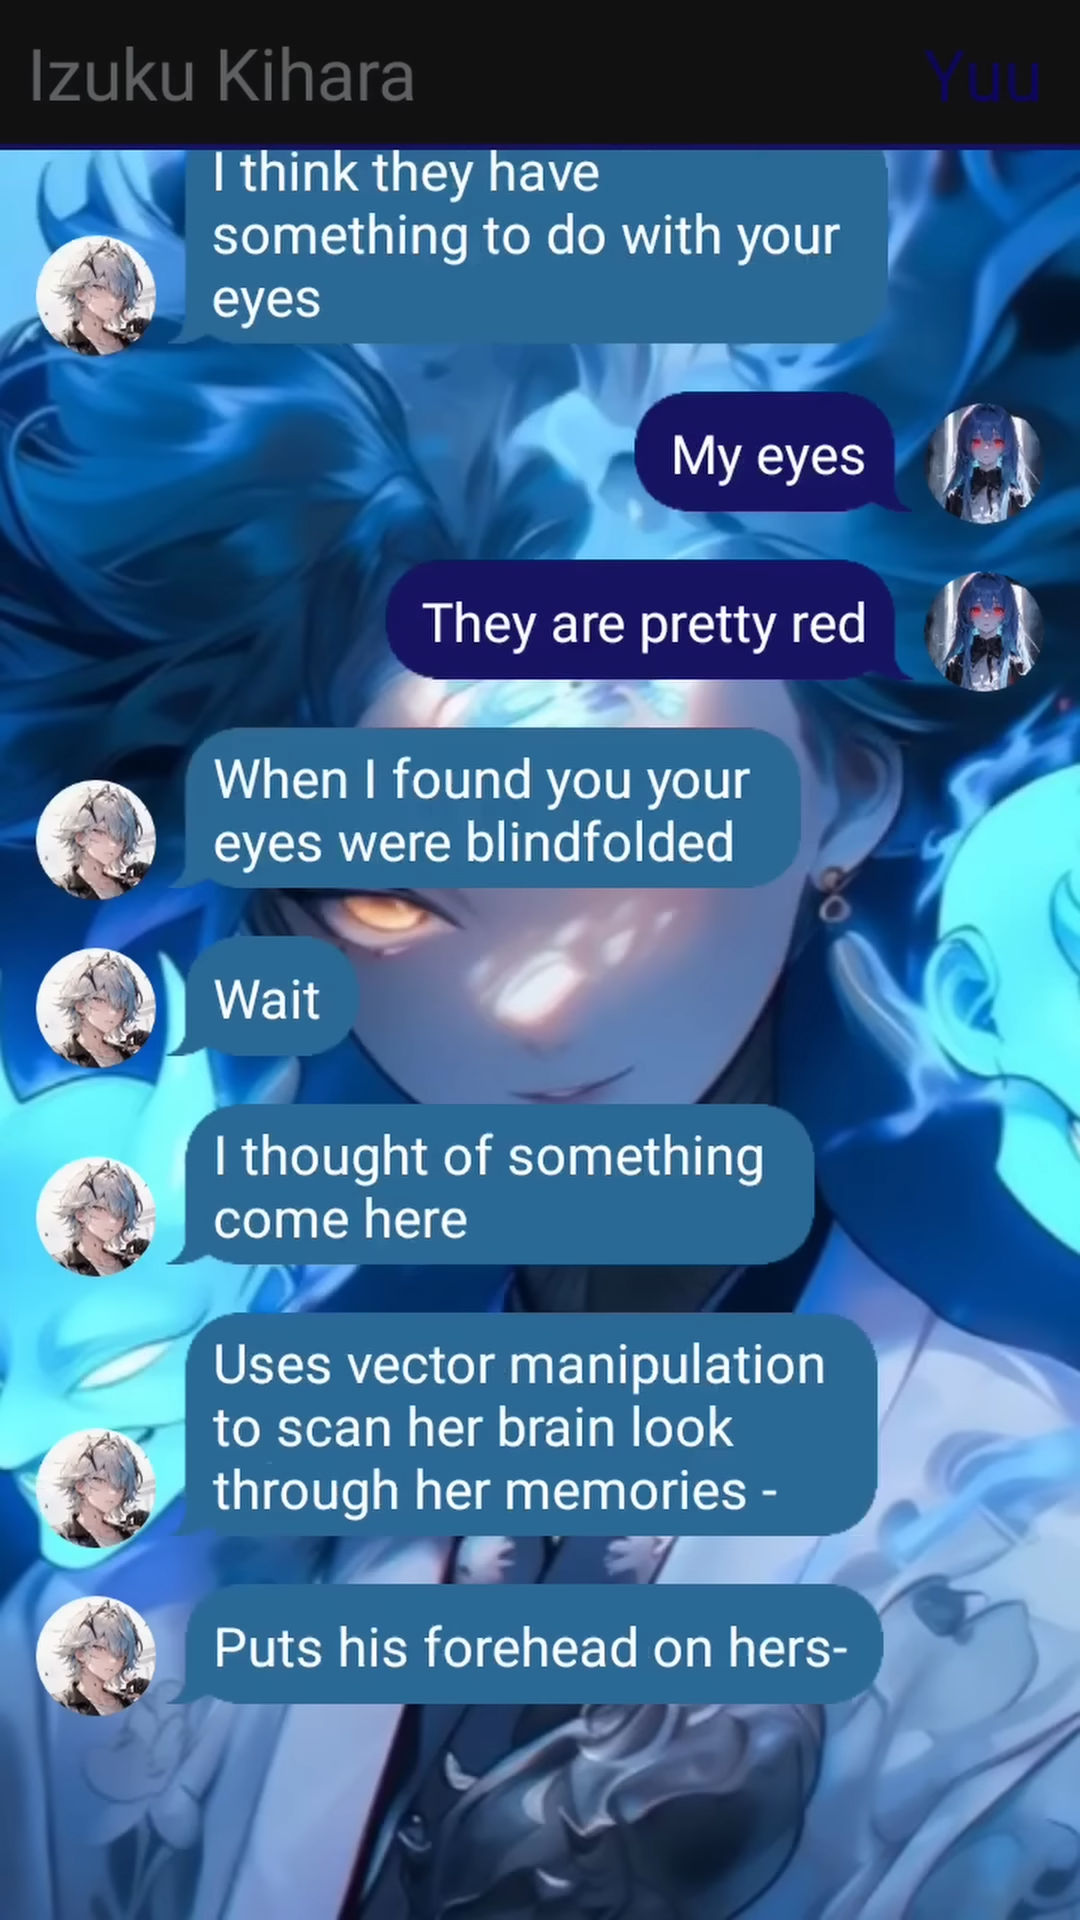 Izuku Kihara
Yuu
I think they have
something to do with your
eyes
My eyes
They are pretty red
When I found you your
eyes were blindfolded
Wait
I thought of something
come here
Uses vector manipulation
to scan her brain look
through her memories -
Puts his forehead on hers-